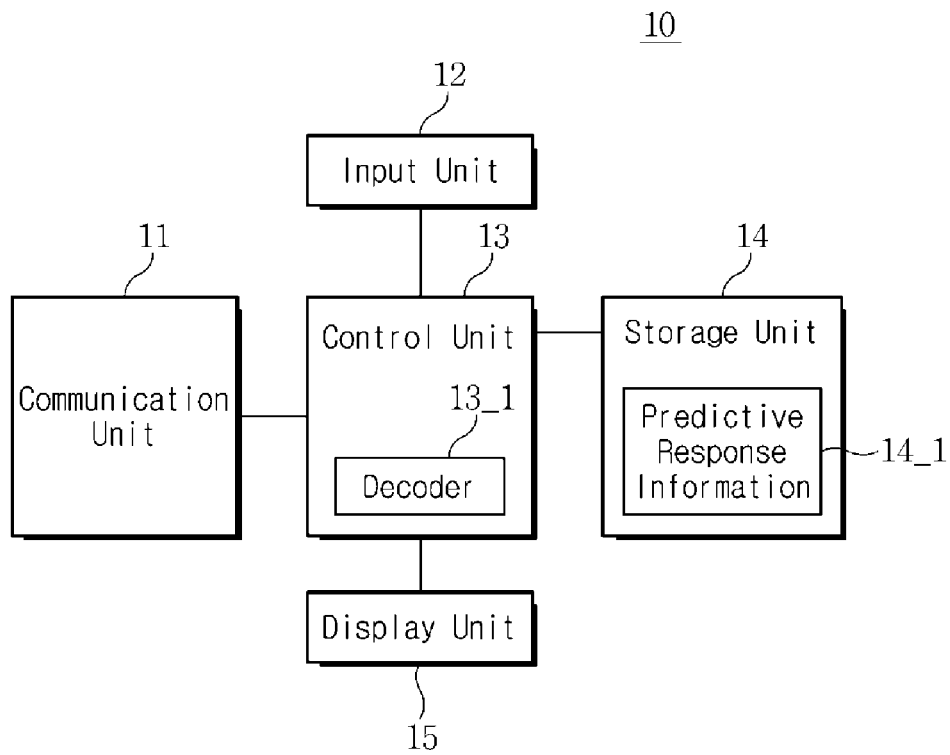 10
12
Input Unit
11
13
14
Communication
Unit
Control Unit
13_1
Decoder
Storage Unit
Predictive
Response
Information
14_1
Display Unit
15